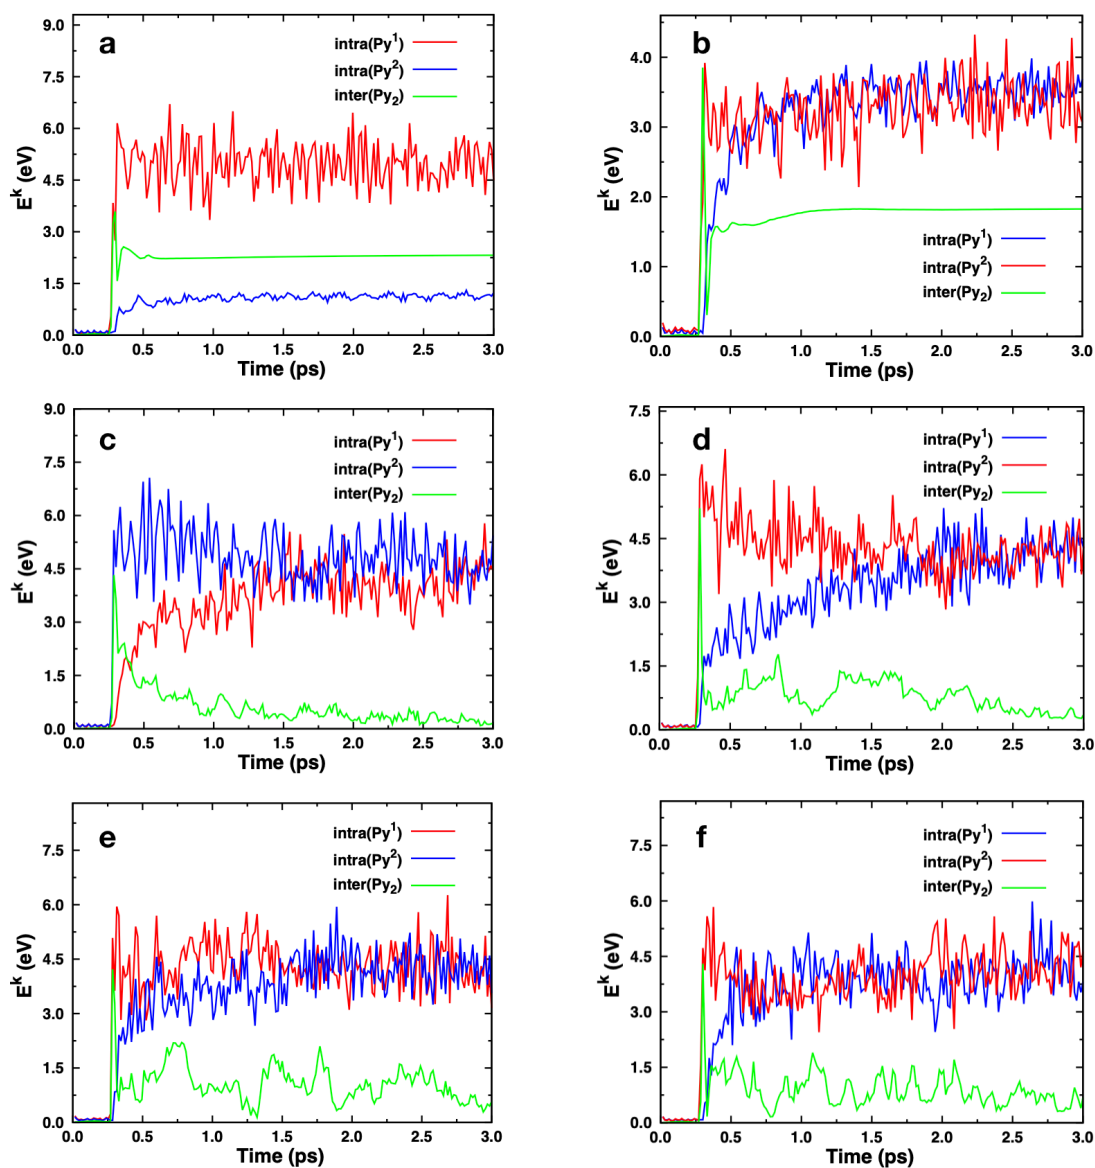 a
intra(Py¹)
intra(Py²)
inter(Py₂)
9.0
7.5
6.0
4.5
3.0
1.5
0.0
Eᵏ (eV)
0.0 0.5 1.0 1.5 2.0 2.5 3.0
Time (ps)
b
4.0
3.0
2.0
1.0
0.0
Eᵏ (eV)
intra(Py¹)
intra(Py²)
inter(Py₂)
0.0 0.5 1.0 1.5 2.0 2.5 3.0
Time (ps)
c
intra(Py¹)
intra(Py²)
inter(Py₂)
9.0
7.5
6.0
4.5
3.0
1.5
0.0
Eᵏ (eV)
0.0 0.5 1.0 1.5 2.0 2.5 3.0
Time (ps)
d
intra(Py¹)
intra(Py²)
inter(Py₂)
7.5
6.0
4.5
3.0
1.5
0.0
Eᵏ (eV)
0.0 0.5 1.0 1.5 2.0 2.5 3.0
Time (ps)
e
intra(Py¹)
intra(Py²)
inter(Py₂)
7.5
6.0
4.5
3.0
1.5
0.0
Eᵏ (eV)
0.0 0.5 1.0 1.5 2.0 2.5 3.0
Time (ps)
f
intra(Py¹)
intra(Py²)
inter(Py₂)
7.5
6.0
4.5
3.0
1.5
0.0
Eᵏ (eV)
0.0 0.5 1.0 1.5 2.0 2.5 3.0
Time (ps)